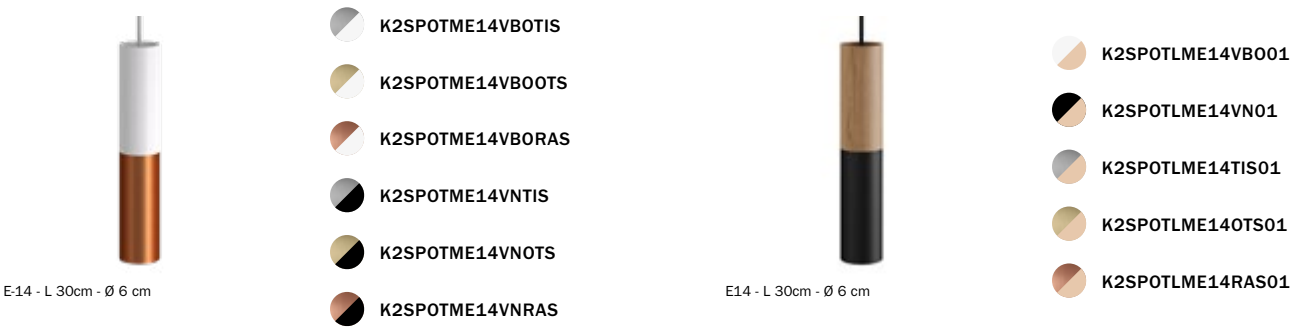 K2SPOTME14VBOTIS
K2SPOTME14VBOOTS
K2SPOTME14VBORAS
K2SPOTME14VNTIS
K2SPOTME14VNOTS
K2SPOTME14VNRAS
E-14 - L 30cm - Ø 6 cm
K2SPOTLME14VBO01
K2SPOTLME14VN01
K2SPOTLME14TIS01
K2SPOTLME14OTS01
K2SPOTLME14RAS01
E14 - L 30cm - Ø 6 cm